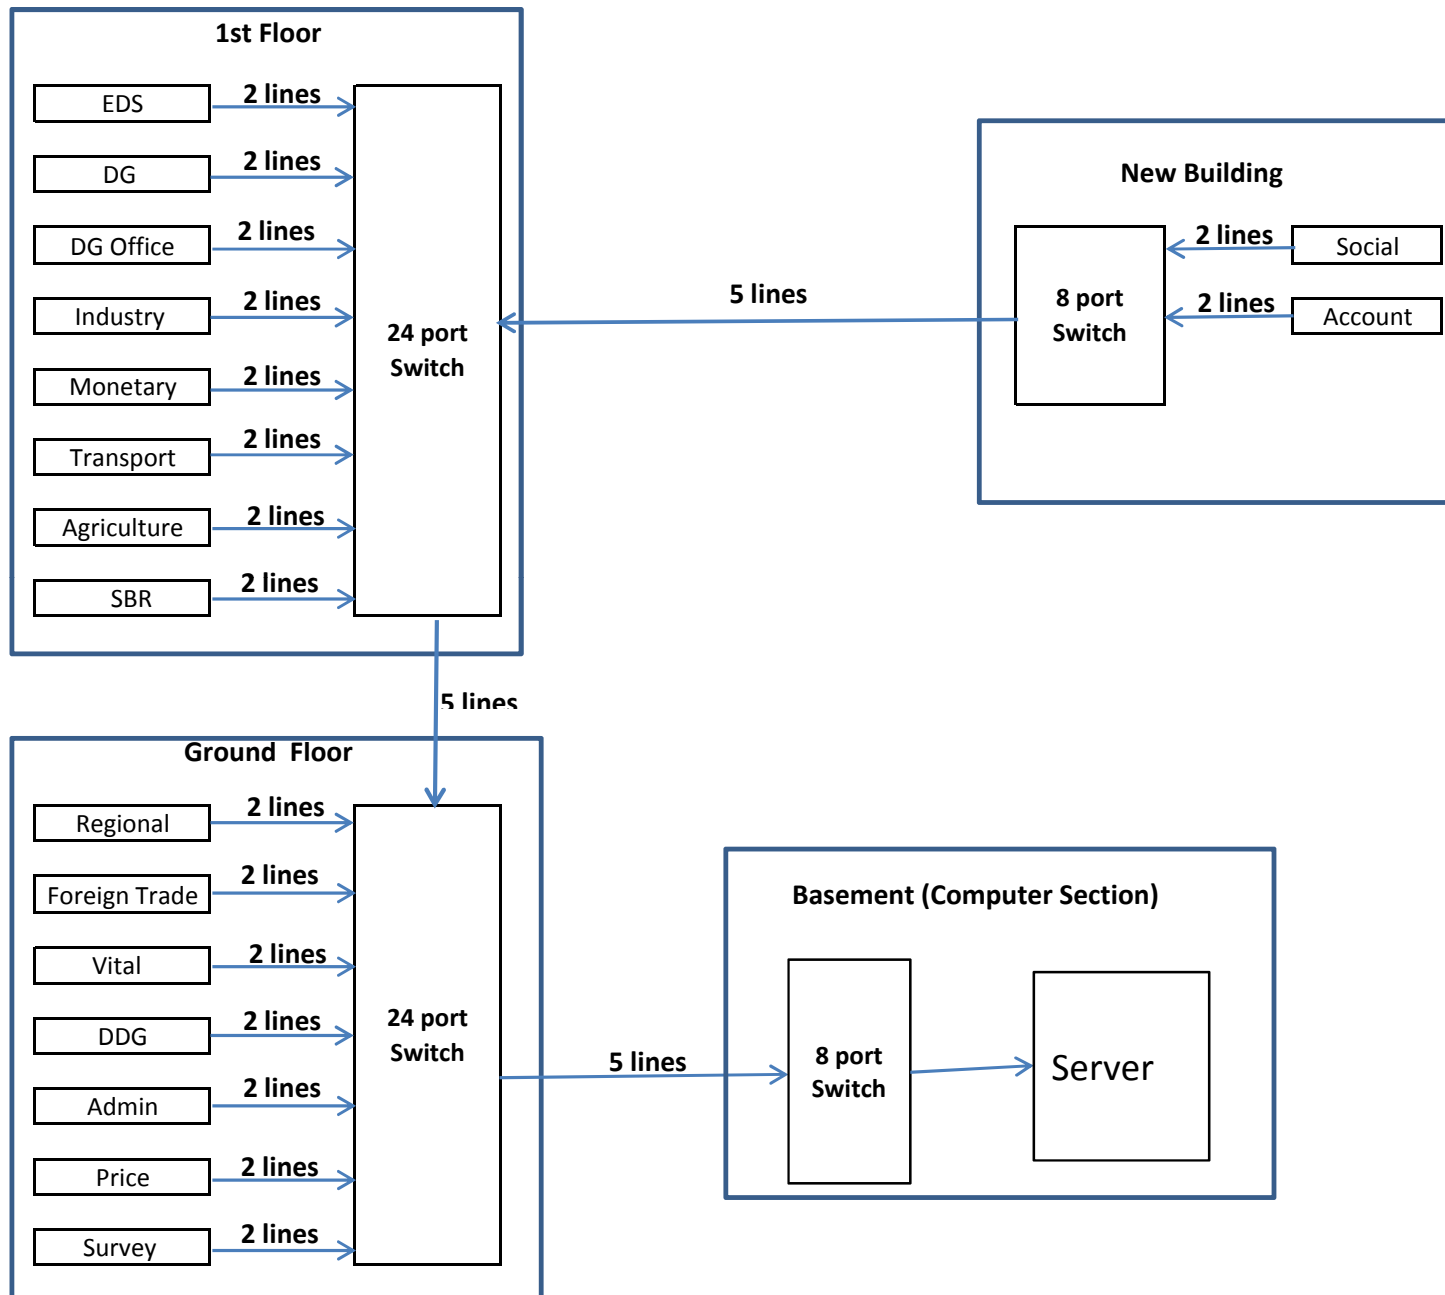 1st Floor
EDS
2 lines
DG
2 lines
DG Office
2 lines
Industry
2 lines
Monetary
2 lines
Transport
2 lines
Agriculture
2 lines
SBR
2 lines
24 port
Switch
5 lines
New Building
8 port
Switch
2 lines
Social
2 lines
Account
5 lines
Ground Floor
Regional
2 lines
Foreign Trade
2 lines
Vital
2 lines
DDG
2 lines
Admin
2 lines
Price
2 lines
Survey
2 lines
24 port
Switch
5 lines
Basement (Computer Section)
8 port
Switch
Server